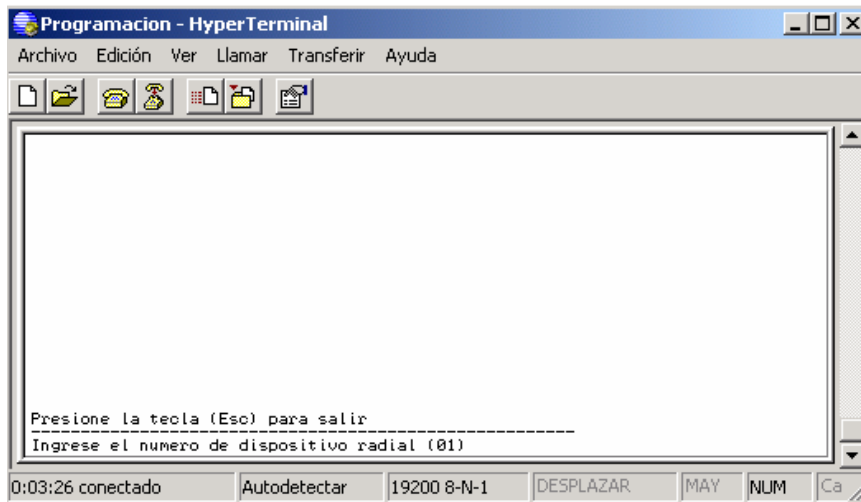 Programacion - HyperTerminal
Archivo Edición Ver Llamar Transferir Ayuda
Presione la tecla (Esc) para salir
Ingrese el numero de dispositivo radial (01)
0:03:26 conectado Autodetectar 19200 8-N-1 DESPLAZAR MAY NUM Ca